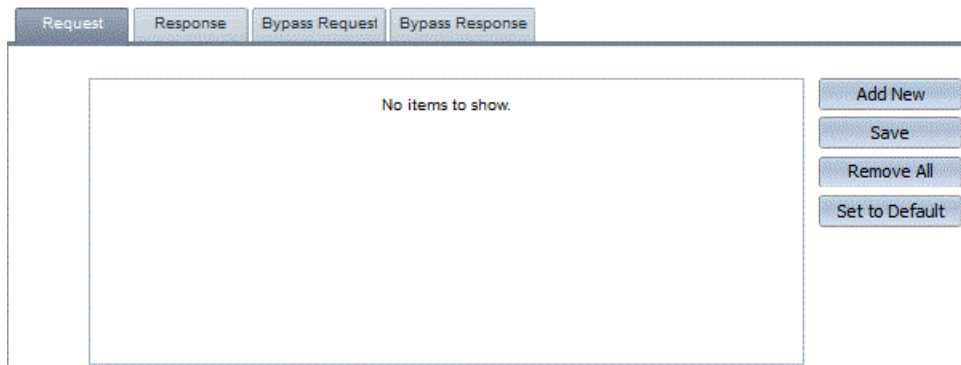 Request Response Bypass Request Bypass Response
No items to show.
Add New
Save
Remove All
Set to Default